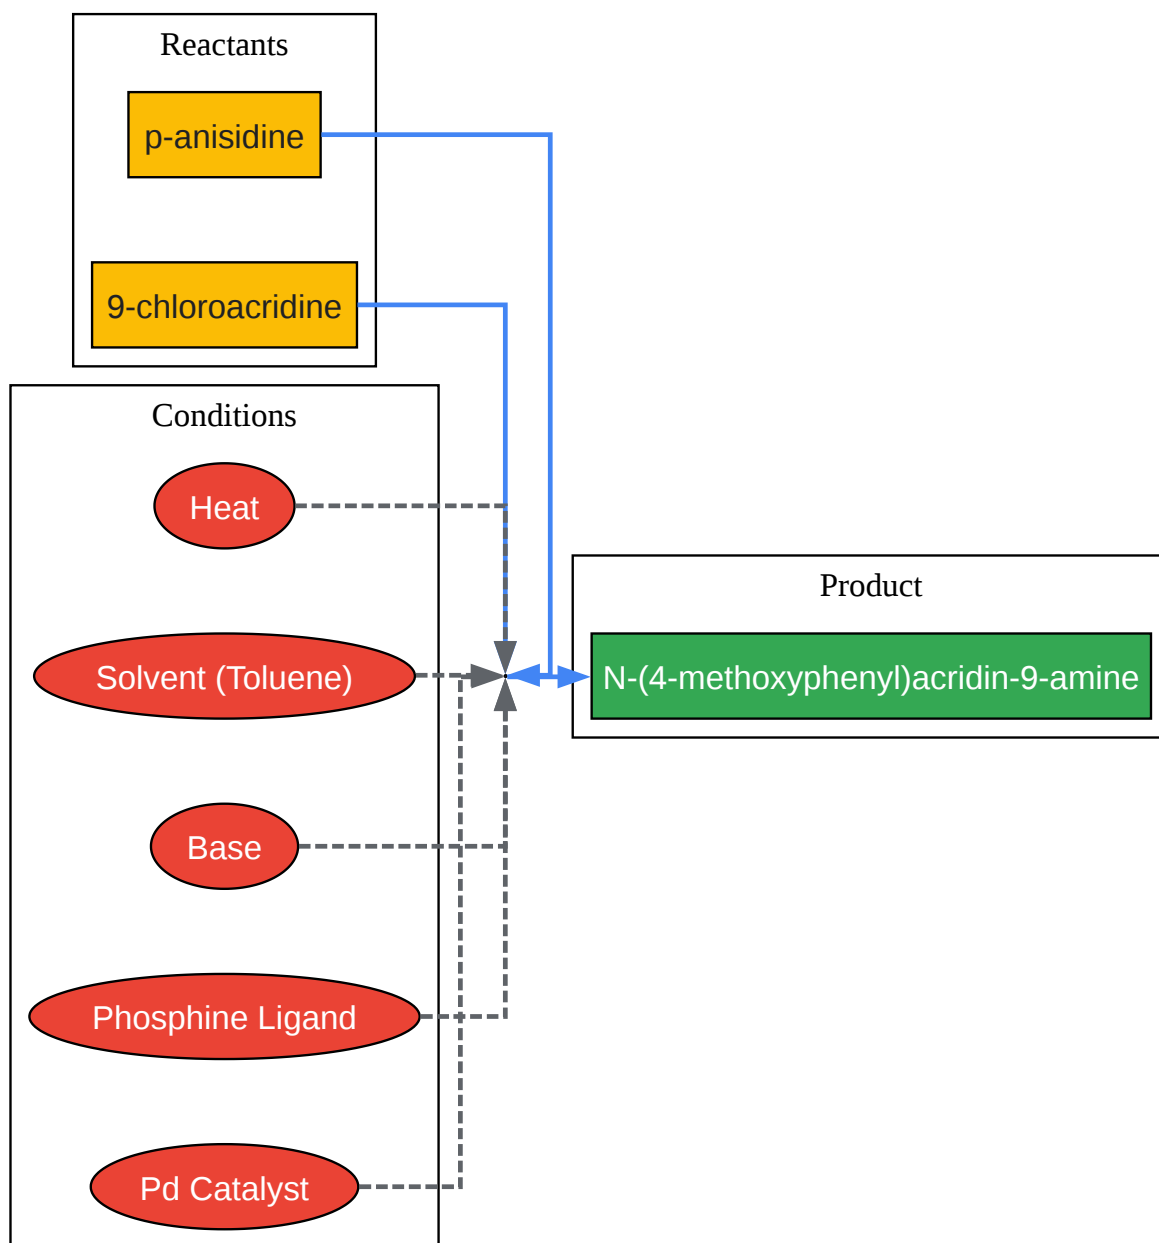 Reactants
p-anisidine
9-chloroacridine
Conditions
Heat
Solvent (Toluene)
Base
Phosphine Ligand
Pd Catalyst
Product
N-(4-methoxyphenyl)acridin-9-amine